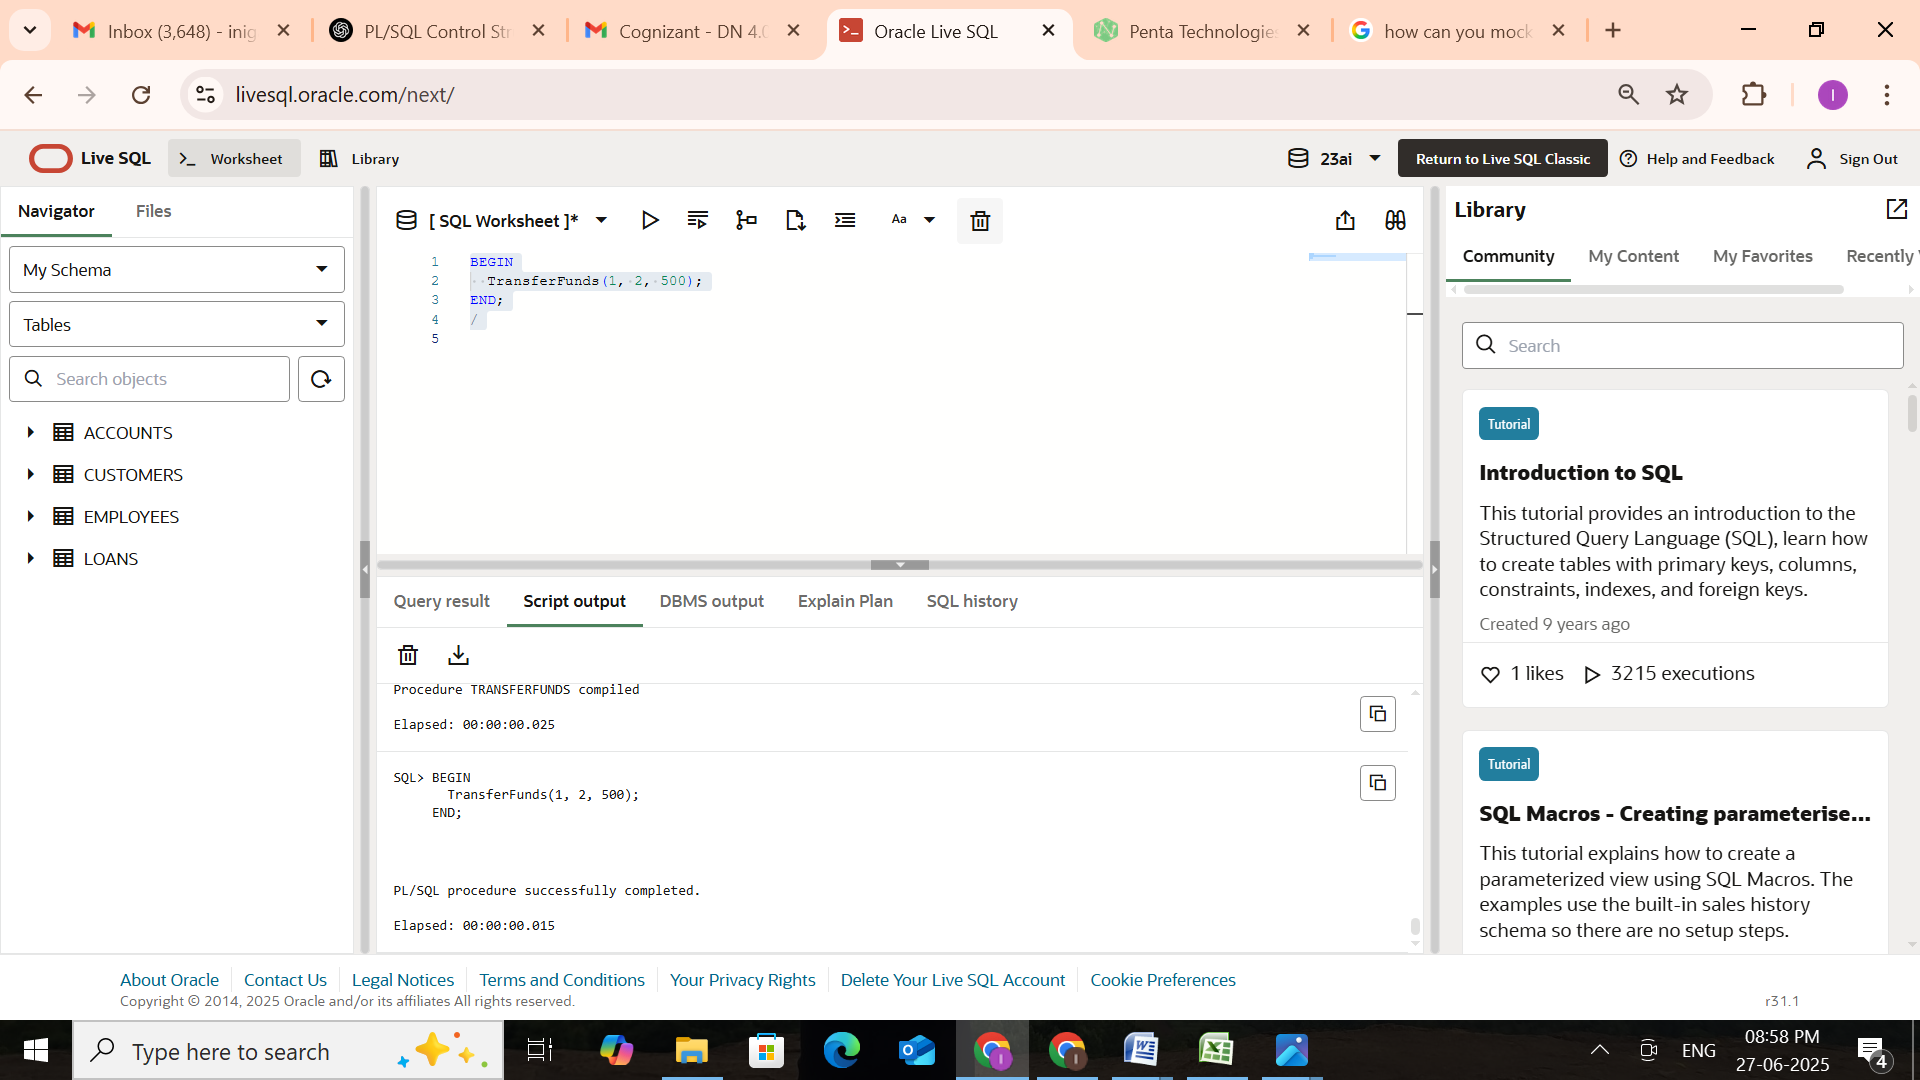 Inbox (3,648) - inig
PL/SQL Control Str
Cognizant - DN 4.0
Oracle Live SQL
Penta Technologies
how can you mock
livesql.oracle.com/next/
I
Live SQL
Worksheet
Library
23ai
Return to Live SQL Classic
Help and Feedback
Sign Out
Navigator
Files
My Schema
Tables
Search objects
ACCOUNTS
CUSTOMERS
EMPLOYEES
LOANS
[ SQL Worksheet ]*
Aa
1 BEGIN
2 TransferFunds(1, 2, 500);
3 END;
4 /
5
Query result
Script output
DBMS output
Explain Plan
SQL history
Procedure TRANSFERFUNDS compiled
Elapsed: 00:00:00.025
SQL> BEGIN
TransferFunds(1, 2, 500);
END;
PL/SQL procedure successfully completed.
Elapsed: 00:00:00.015
Library
Community
My Content
My Favorites
Recently
Search
Tutorial
Introduction to SQL
This tutorial provides an introduction to the
Structured Query Language (SQL), learn how
to create tables with primary keys, columns,
constraints, indexes, and foreign keys.
Created 9 years ago
1 likes
3215 executions
Tutorial
SQL Macros - Creating parameterise...
This tutorial explains how to create a
parameterized view using SQL Macros. The
examples use the built-in sales history
schema so there are no setup steps.
About Oracle
Contact Us
Legal Notices
Terms and Conditions
Your Privacy Rights
Delete Your Live SQL Account
Cookie Preferences
Copyright © 2014, 2025 Oracle and/or its affiliates All rights reserved.
r31.1
Type here to search
ENG
08:58 PM
27-06-2025
4